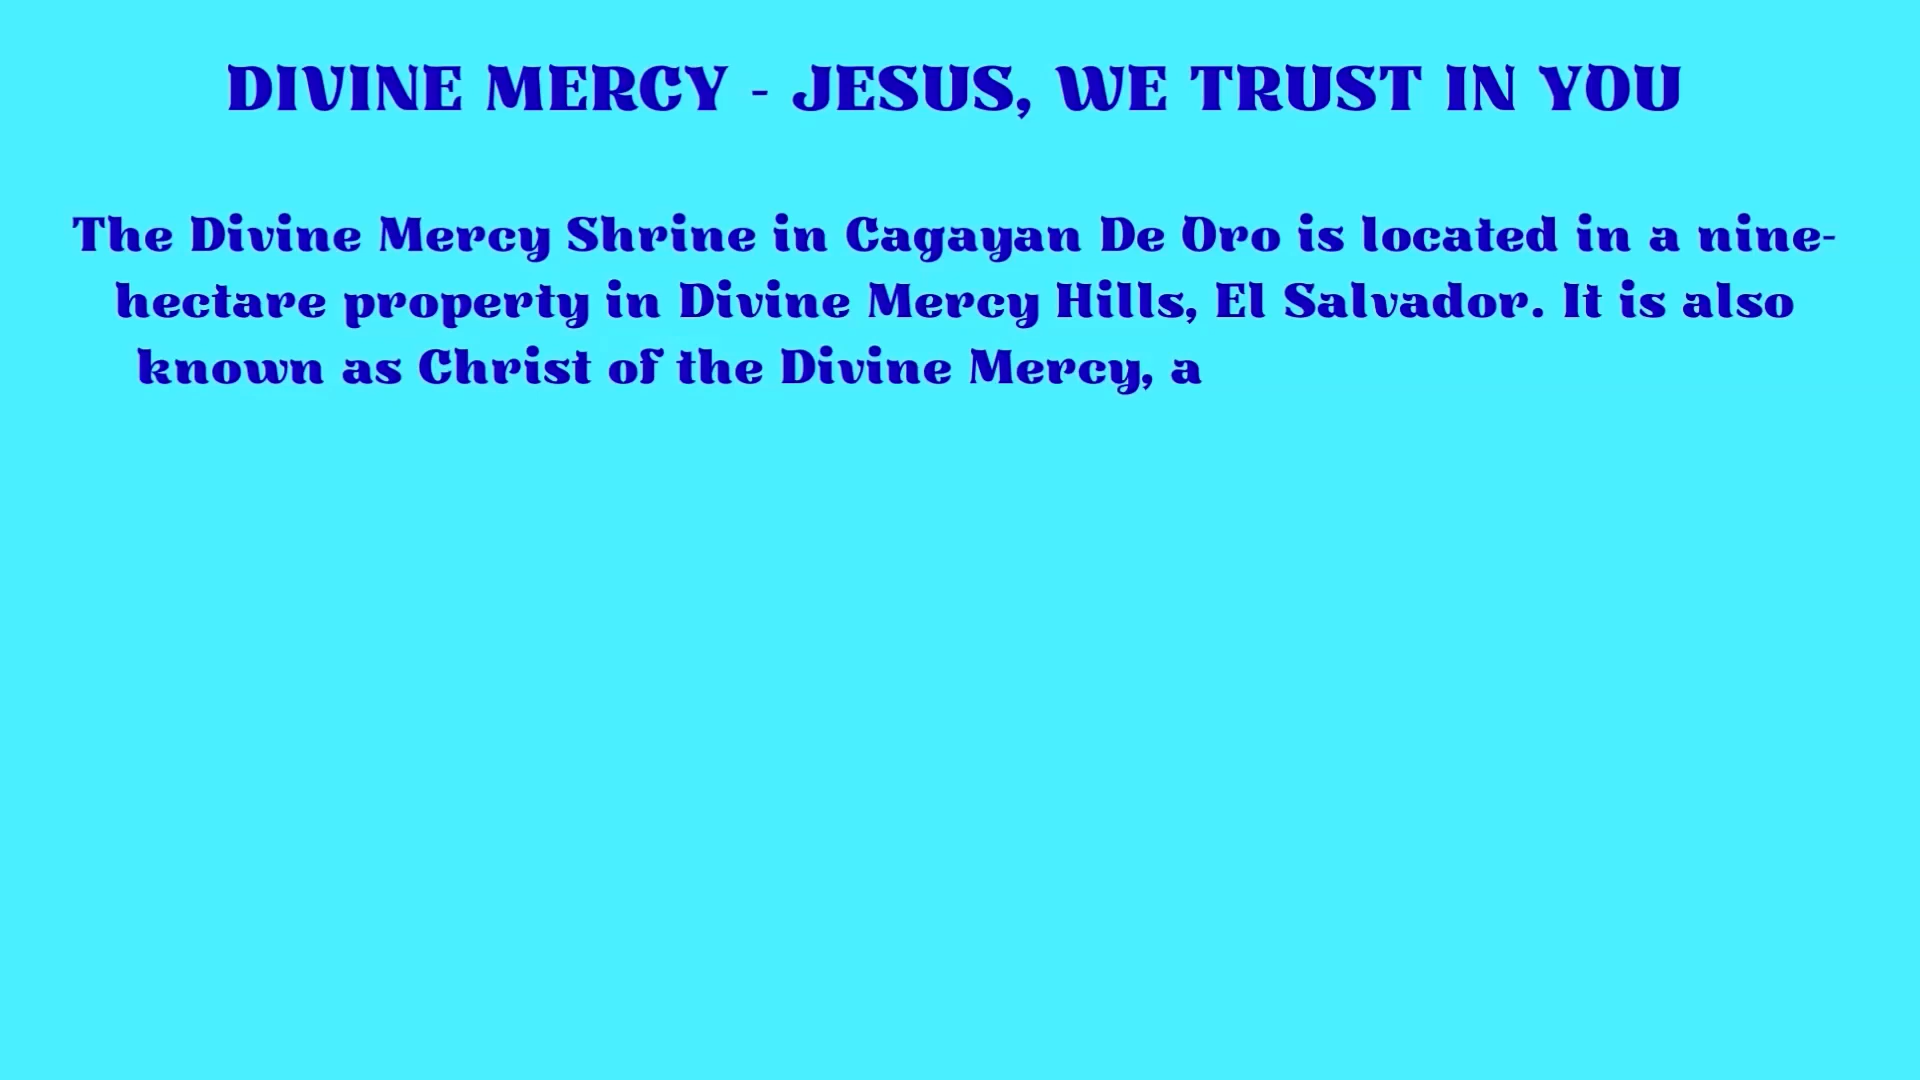 DIVINE MERCY - JESUS, WE TRUST IN YOU
The Divine Mercy Shrine in Cagayan De Oro is located in a nine-
hectare property in Divine Mercy Hills, El Salvador. It is also
known as Christ of the Divine Mercy, a